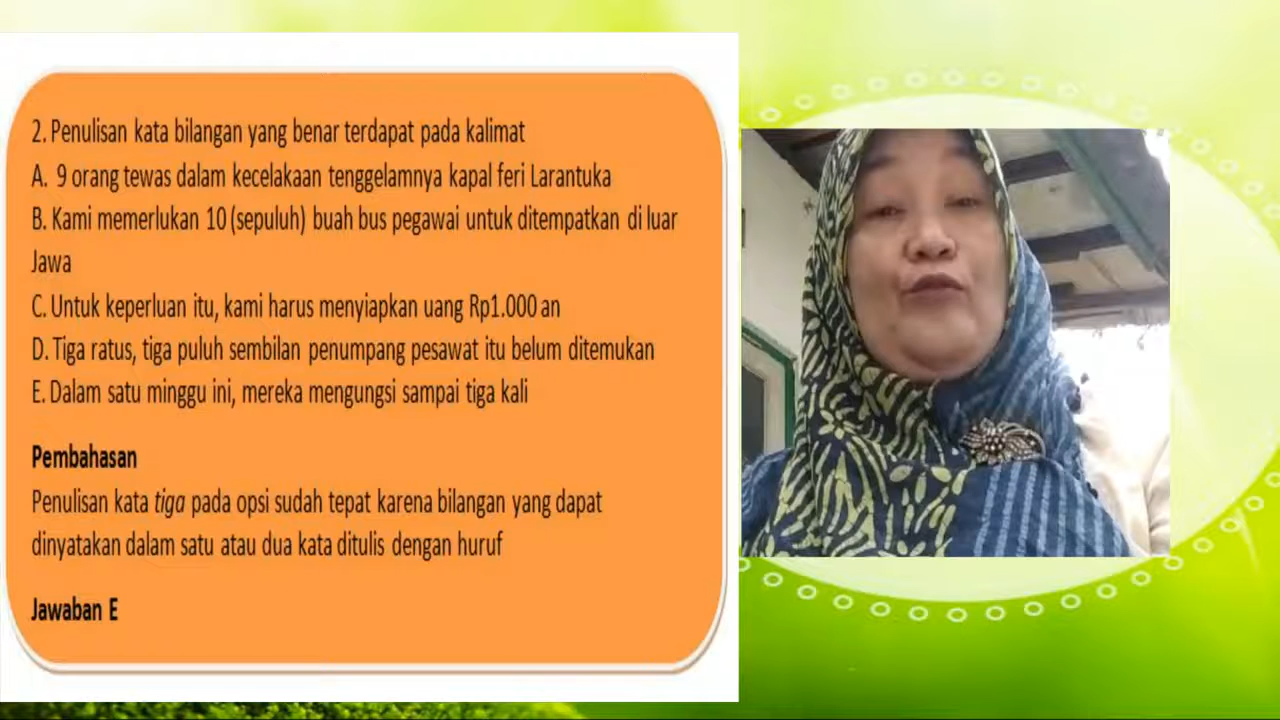 2. Penulisan kata bilangan yang benar terdapat pada kalimat
A. 9 orang tewas dalam kecelakaan tenggelamnya kapal feri Larantuka
B. Kami memerlukan 10 (sepuluh) buah bus pegawai untuk ditempatkan di luar
Jawa
C. Untuk keperluan itu, kami harus menyiapkan uang Rp1.000 an
D. Tiga ratus, tiga puluh sembilan penumpang pesawat itu belum ditemukan
E. Dalam satu minggu ini, mereka mengungsi sampai tiga kali
Pembahasan
Penulisan kata tiga pada opsi sudah tepat karena bilangan yang dapat
dinyatakan dalam satu atau dua kata ditulis dengan huruf
Jawaban E